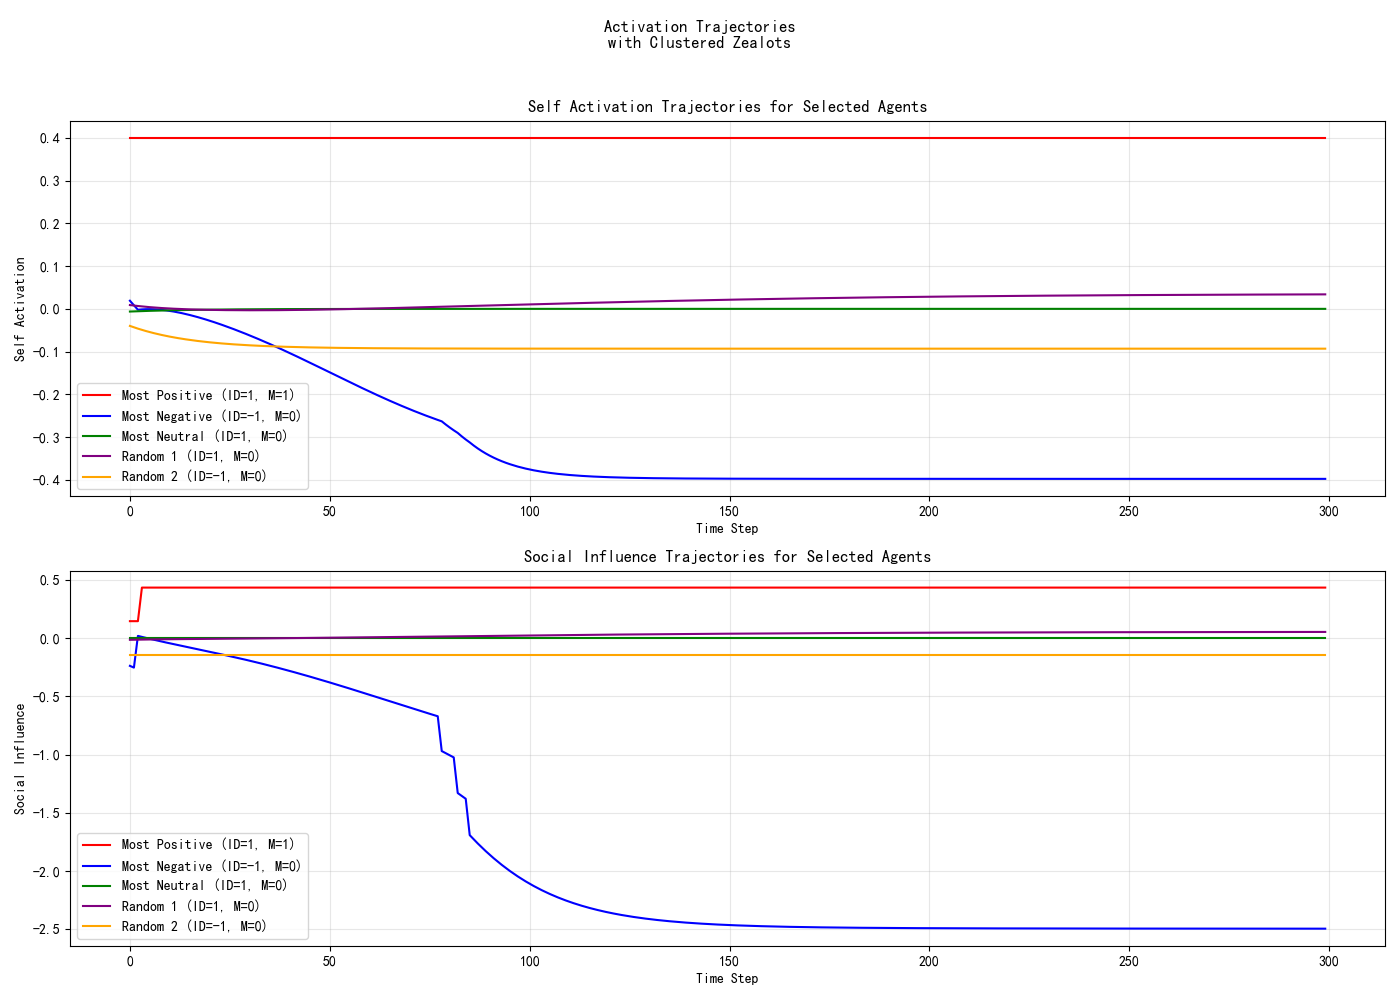 Activation Trajectories
with Clustered Zealots
Self Activation Trajectories for Selected Agents
Self Activation
0.4
0.3
0.2
0.1
0.0
−0.1
−0.2
−0.3
−0.4
Most Positive (ID=1, M=1)
Most Negative (ID=-1, M=0)
Most Neutral (ID=1, M=0)
Random 1 (ID=1, M=0)
Random 2 (ID=-1, M=0)
0 50 100 150 200 250 300
Time Step
Social Influence Trajectories for Selected Agents
Social Influence
0.5
0.0
−0.5
−1.0
−1.5
−2.0
−2.5
Most Positive (ID=1, M=1)
Most Negative (ID=-1, M=0)
Most Neutral (ID=1, M=0)
Random 1 (ID=1, M=0)
Random 2 (ID=-1, M=0)
0 50 100 150 200 250 300
Time Step